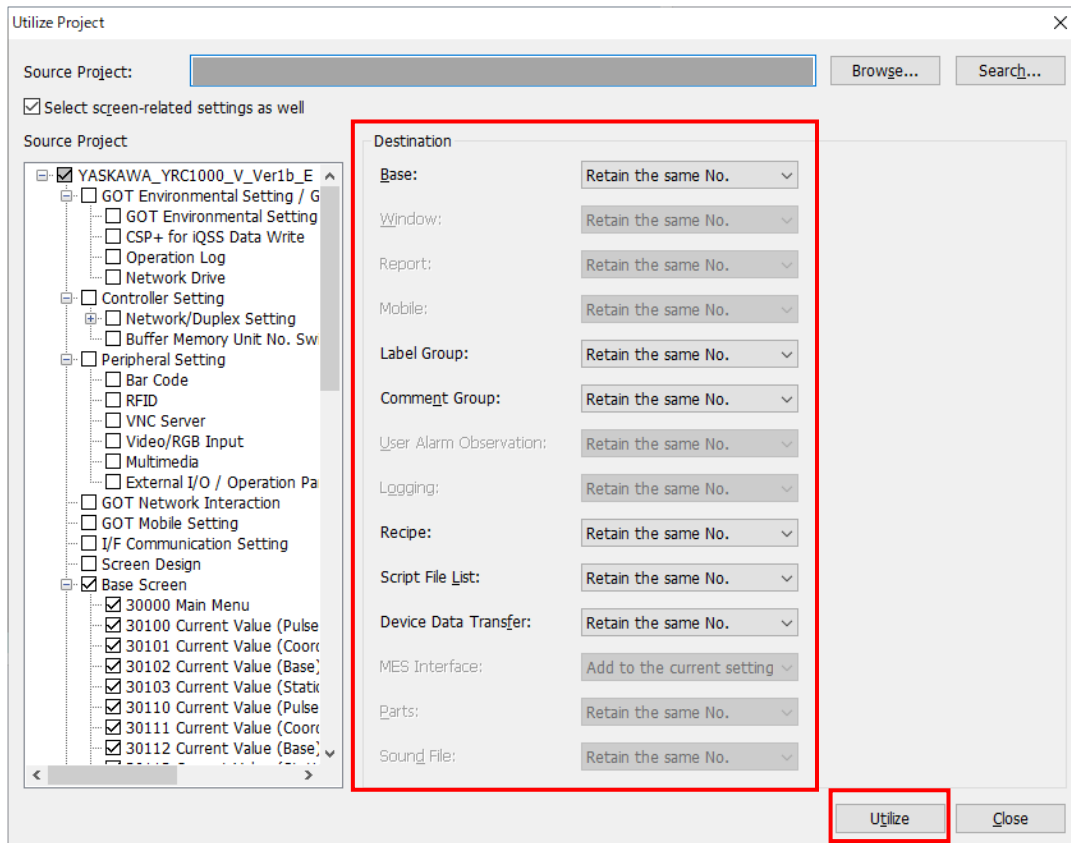 Utilize Project
Source Project:
Browse...
Search...
Select screen-related settings as well
Source Project
YASKAWA_YRC1000_V_Ver1b_E
GOT Environmental Setting / G
GOT Environmental Setting
CSP+ for iQSS Data Write
Operation Log
Network Drive
Controller Setting
Network/Duplex Setting
Buffer Memory Unit No. Sw
Peripheral Setting
Bar Code
RFID
VNC Server
Video/RGB Input
Multimedia
External I/O / Operation Pa
GOT Network Interaction
GOT Mobile Setting
I/F Communication Setting
Screen Design
Base Screen
30000 Main Menu
30100 Current Value (Pulse
30101 Current Value (Coord
30102 Current Value (Base)
30103 Current Value (Static
30110 Current Value (Pulse
30111 Current Value (Coord
30112 Current Value (Base)
Destination
Base: Retain the same No.
Window: Retain the same No.
Report: Retain the same No.
Mobile: Retain the same No.
Label Group: Retain the same No.
Comment Group: Retain the same No.
User Alarm Observation: Retain the same No.
Logging: Retain the same No.
Recipe: Retain the same No.
Script File List: Retain the same No.
Device Data Transfer: Retain the same No.
MES Interface: Add to the current setting
Parts: Retain the same No.
Sound File: Retain the same No.
Utilize
Close